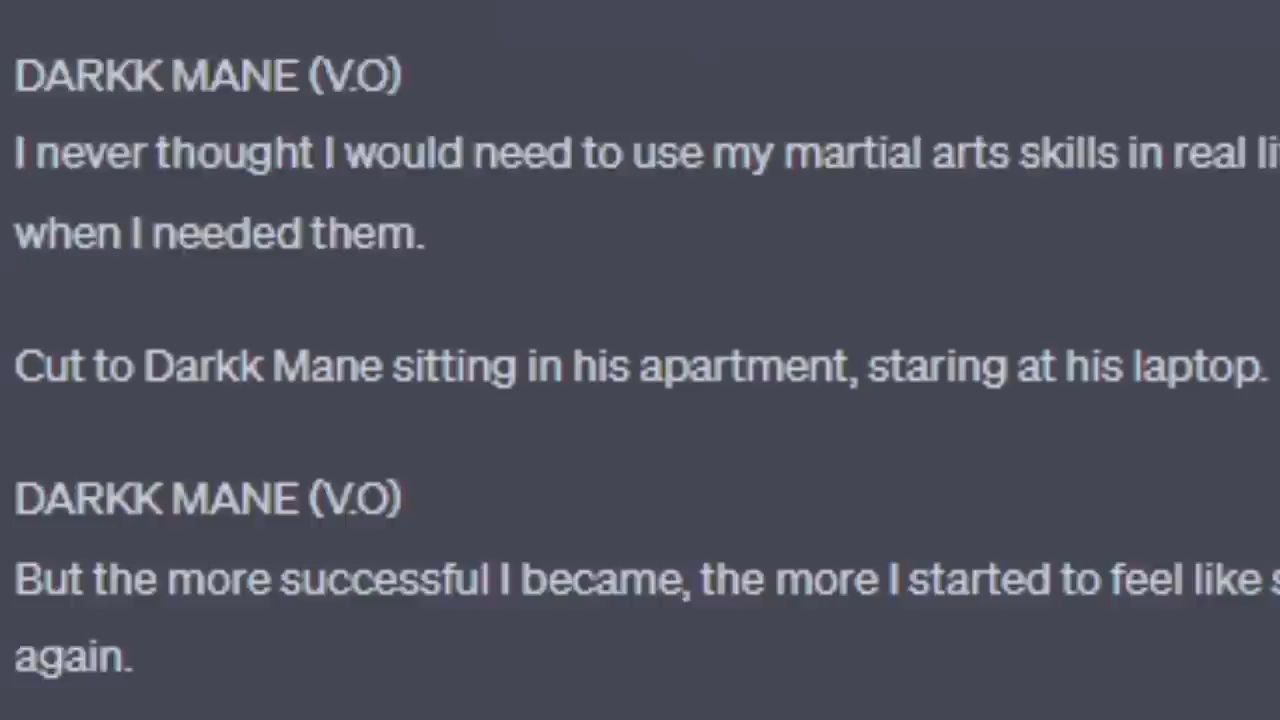 DARKK MANE (V.O)
I never thought I would need to use my martial arts skills in real
when I needed them.
Cut to Darkk Mane sitting in his apartment, staring at his laptop.
DARKK MANE (V.O)
But the more successful I became, the more I started to feel like
again.